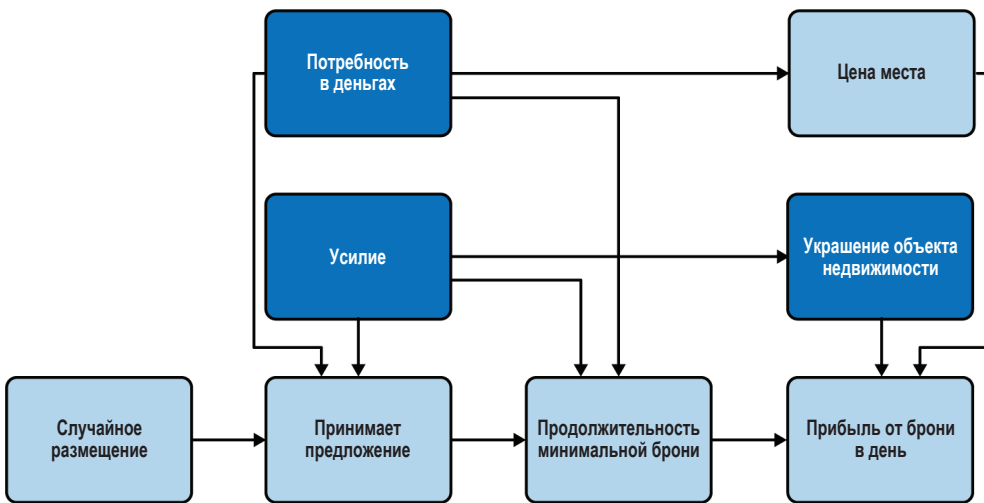 Потребность
в деньгах
Цена места
Усилие
Украшение объекта
недвижимости
Случайное
размещение
Принимает
предложение
Продолжительность
минимальной брони
Прибыль от брони
в день